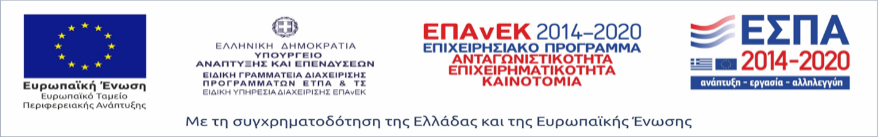 Ευρωπαϊκή Ένωση
Ευρωπαϊκό Ταμείο
Περιφερειακής Ανάπτυξης
ΕΛΛΗΝΙΚΗ ΔΗΜΟΚΡΑΤΙΑ
ΥΠΟΥΡΓΕΙΟ
ΑΝΑΠΤΥΞΗΣ ΚΑΙ ΕΠΕΝΔΥΣΕΩΝ
ΕΙΔΙΚΗ ΓΡΑΜΜΑΤΕΙΑ ΔΙΑΧΕΙΡΙΣΗΣ
ΠΡΟΓΡΑΜΜΑΤΩΝ ΕΤΠΑ & ΤΣ
ΕΙΔΙΚΗ ΥΠΗΡΕΣΙΑ ΔΙΑΧΕΙΡΙΣΗΣ ΕΠΑνΕΚ
ΕΠΑνΕΚ 2014–2020
ΕΠΙΧΕΙΡΗΣΙΑΚΟ ΠΡΟΓΡΑΜΜΑ
ΑΝΤΑΓΩΝΙΣΤΙΚΟΤΗΤΑ
ΕΠΙΧΕΙΡΗΜΑΤΙΚΟΤΗΤΑ
ΚΑΙΝΟΤΟΜΙΑ
ΕΣΠΑ
2014–2020
ανάπτυξη – εργασία – αλληλεγγύη
Με τη συγχρηματοδότηση της Ελλάδας και της Ευρωπαϊκής Ένωσης